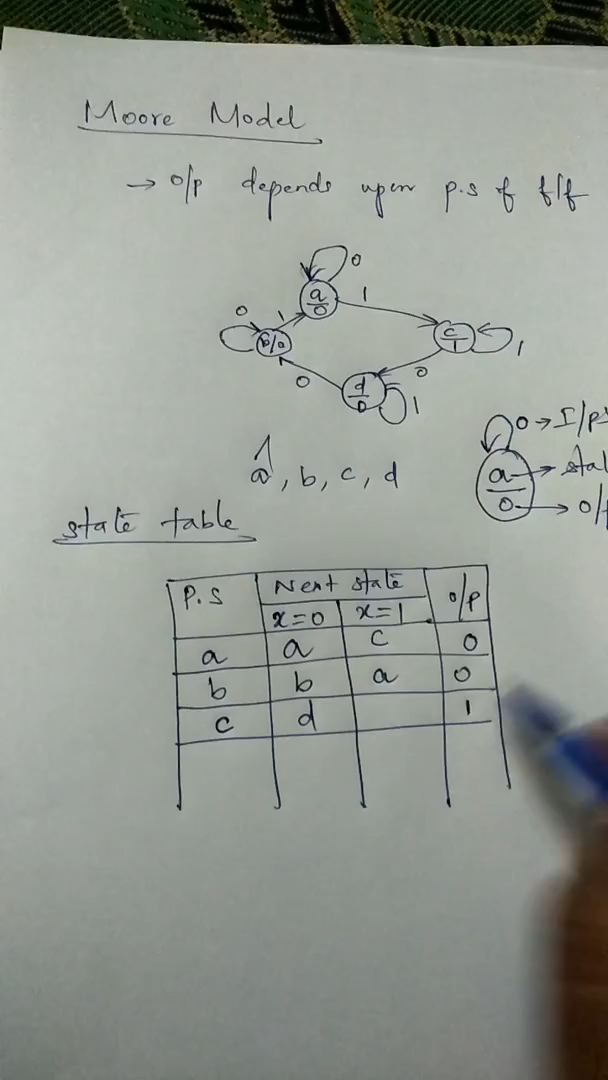 Moore Model
→ o/p depends upon p.s of f/f
0
a/0
1
0
1
b/0
c/1
1
0
0
d/0
1
0 → I/ps
a, b, c, d
a →
0 → o/p
state table
P.S Next state o/p
x=0 x=1
a a c 0
b b a 0
c d 1